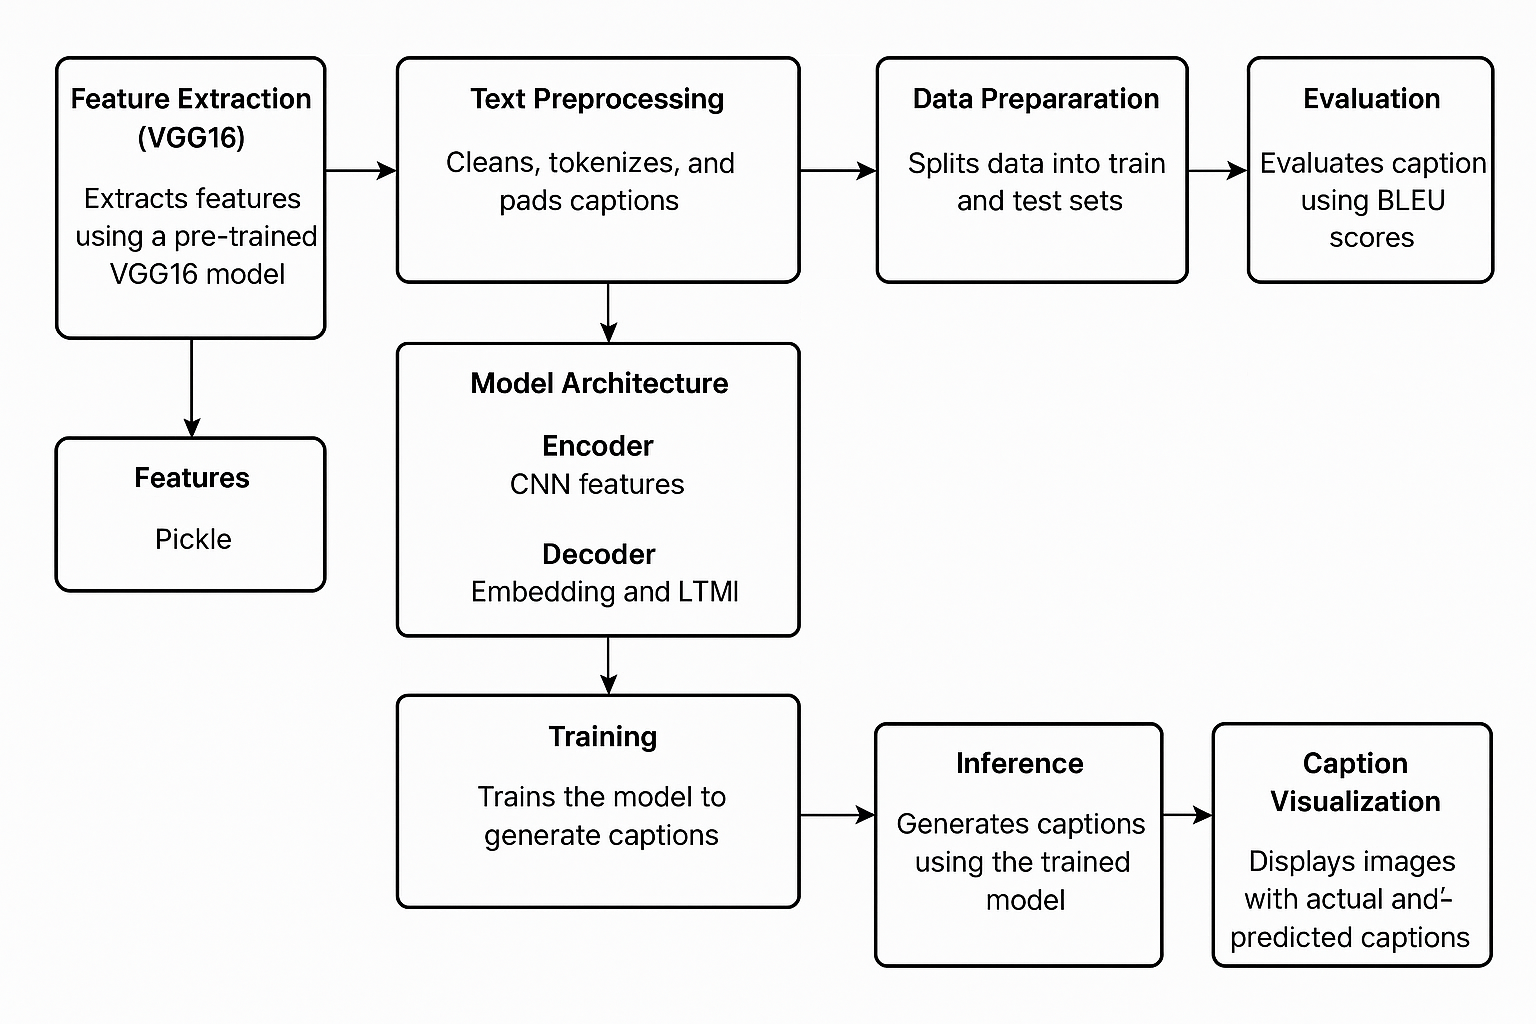 Feature Extraction
(VGG16)
Extracts features
using a pre-trained
VGG16 model
Text Preprocessing
Cleans, tokenizes, and
pads captions
Data Prepararation
Splits data into train
and test sets
Evaluation
Evaluates caption
using BLEU
scores
Features
Pickle
Model Architecture
Encoder
CNN features
Decoder
Embedding and LTMI
Training
Trains the model to
generate captions
Inference
Generates captions
using the trained
model
Caption
Visualization
Displays images
with actual and′-
predicted captions